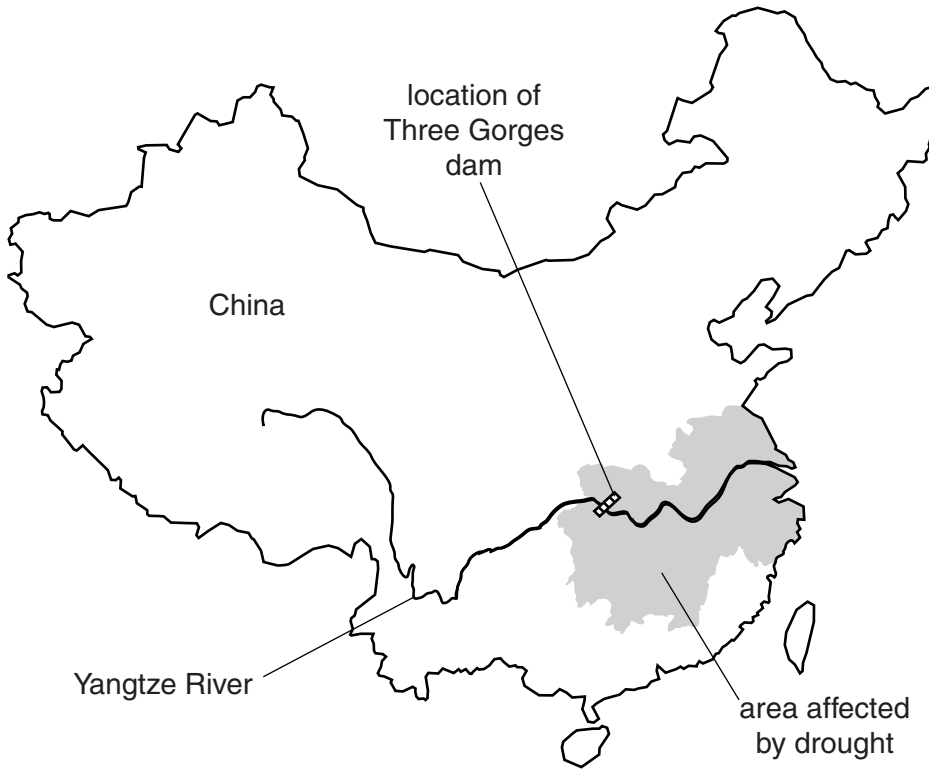 location of
Three Gorges
dam
China
Yangtze River
area affected
by drought